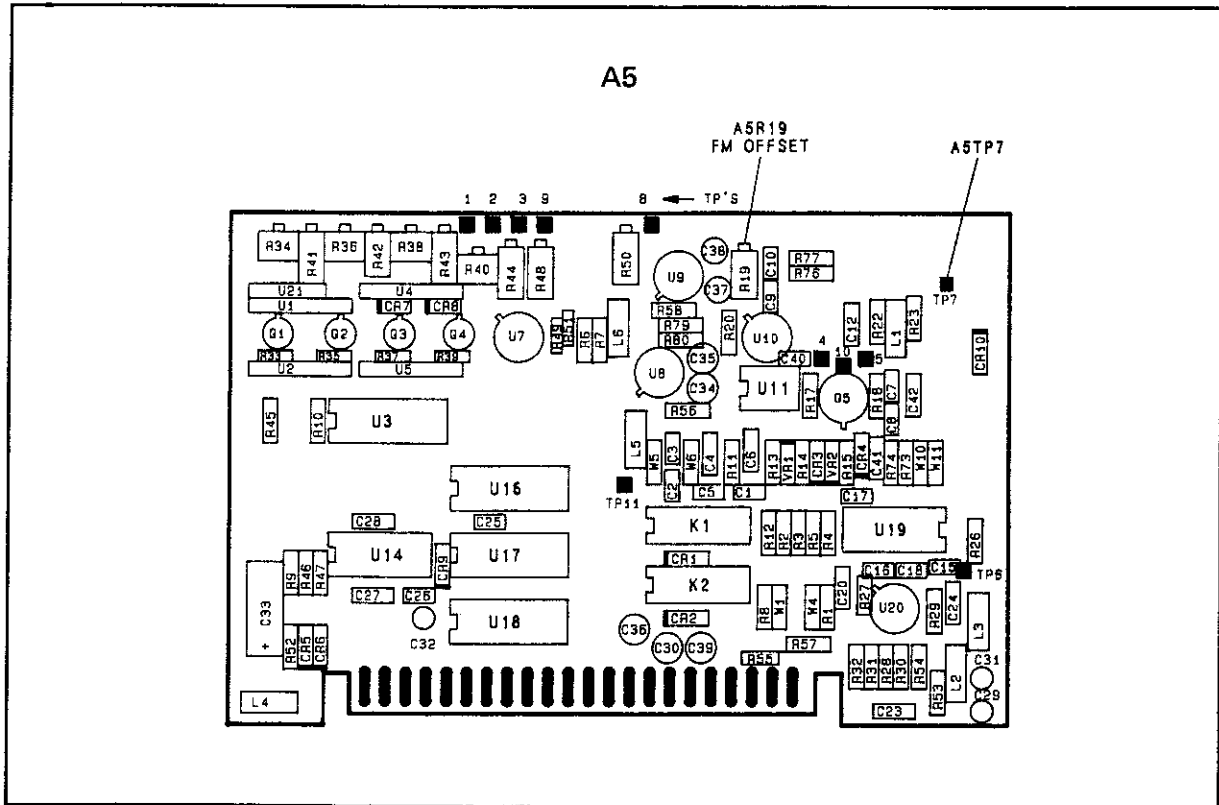 A5
A5R19
FM OFFSET
A5TP7
1 2 3 9 8 ← TP'S
R34 R41 R36 R42 R38 R43 R40 R44 R48 R50 U9 C38 R19 C10 R77
R76
C37 C9
TP7
U21 U4
U1 CR7 CR8
R58
R79
R80
Q1 Q2 Q3 Q4 U7 R49 R51 R6 R7 L6 R20 U10 C12 R22 L1 R23 CR10
R33 R35 R37 R39
U2 U5
U8 C35 C40 4 10 5
C34 U11 R17 Q5 R16 C7 C42
R56 C8
R45 R10 U3
L5 W5 C3 W6 C4 R11 C6 R13 VR1 R14 CR3 VR2 R15 CR4 C41 R74 R73 W10 W11
C2 C5 C1 C17
U16 TP11
C28 C25 K1 R12 R2 R3 R5 R4 U19 R26
U14 CR9 U17 CR1
R9 R46 R47 K2 C16 C18 C15 TP6
C27 C26 R8 W1 W4 R1 C20 R27 U20 R29 C24 L3
C33 + CR2
C32 U18 C36
R52 CR5 CR6 C30 C39 R57
R55 R32 R31 R28 R30 R54 L2 C31
R53 C29
L4 C23